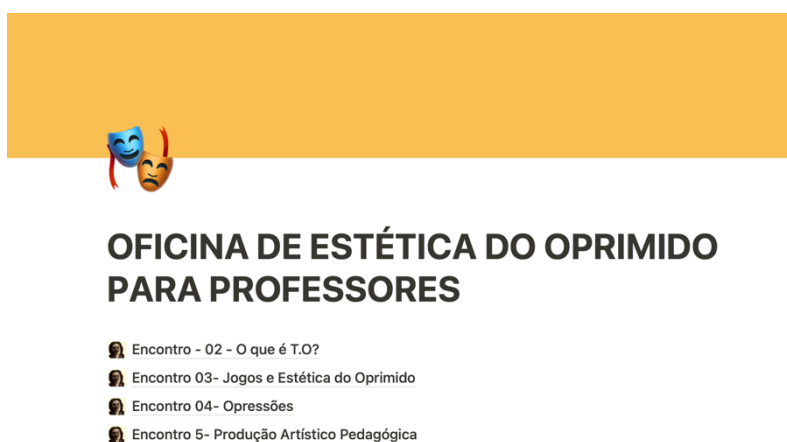 OFICINA DE ESTÉTICA DO OPRIMIDO
PARA PROFESSORES
Encontro - 02 - O que é T.O?
Encontro 03- Jogos e Estética do Oprimido
Encontro 04- Opressões
Encontro 5- Produção Artístico Pedagógica